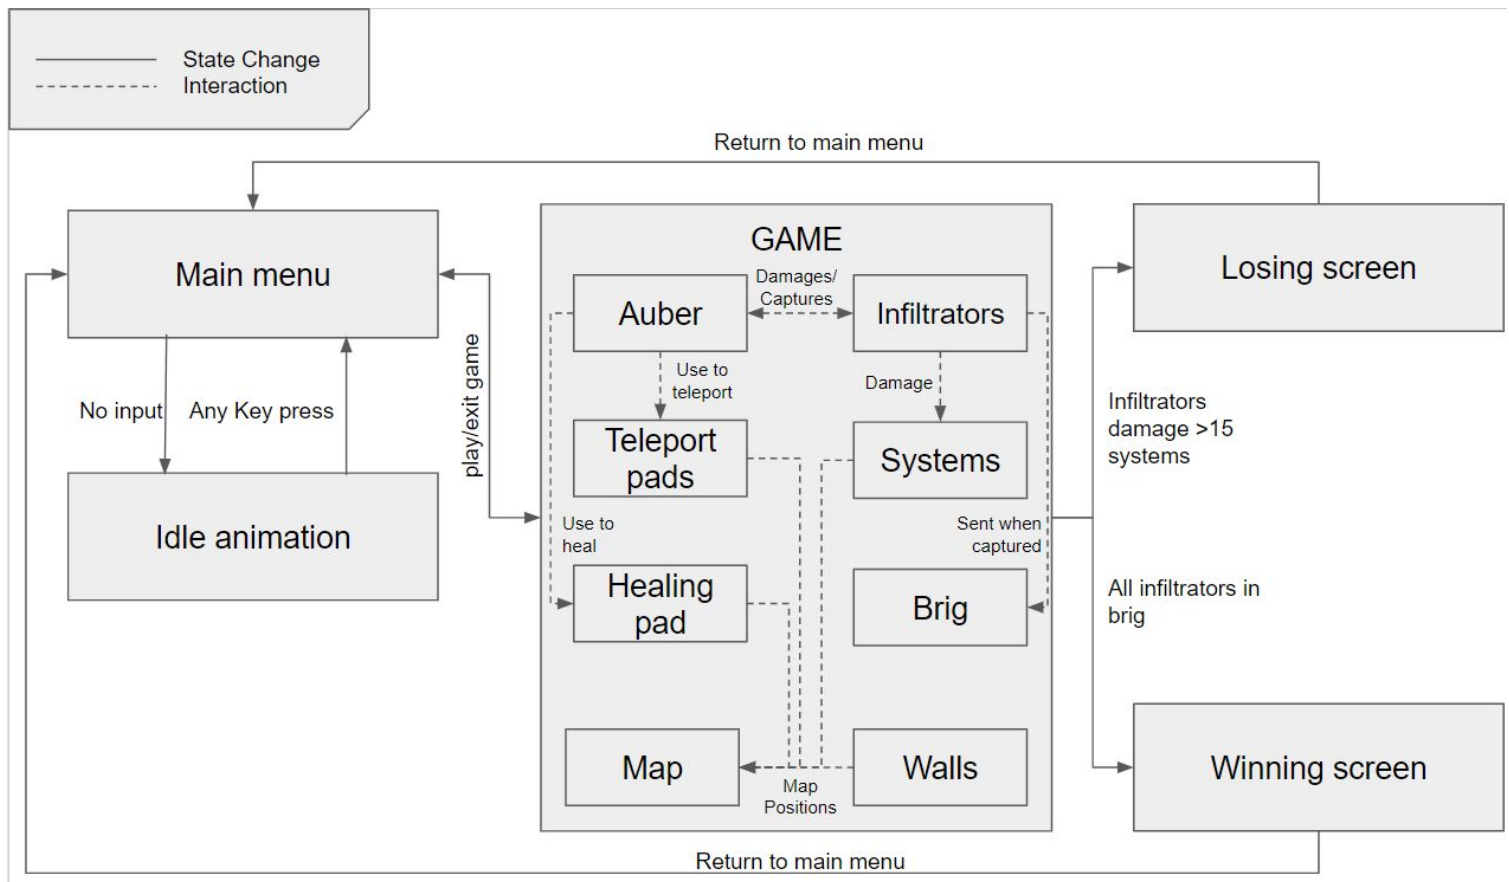 State Change
Interaction
Return to main menu
Main menu
No input
Any Key press
Idle animation
play/exit game
GAME
Auber
Damages/
Captures
Infiltrators
Use to
teleport
Damage
Teleport
pads
Systems
Use to
heal
Sent when
captured
Healing
pad
Brig
Map
Map
Positions
Walls
Losing screen
Infiltrators
damage >15
systems
All infiltrators in
brig
Winning screen
Return to main menu